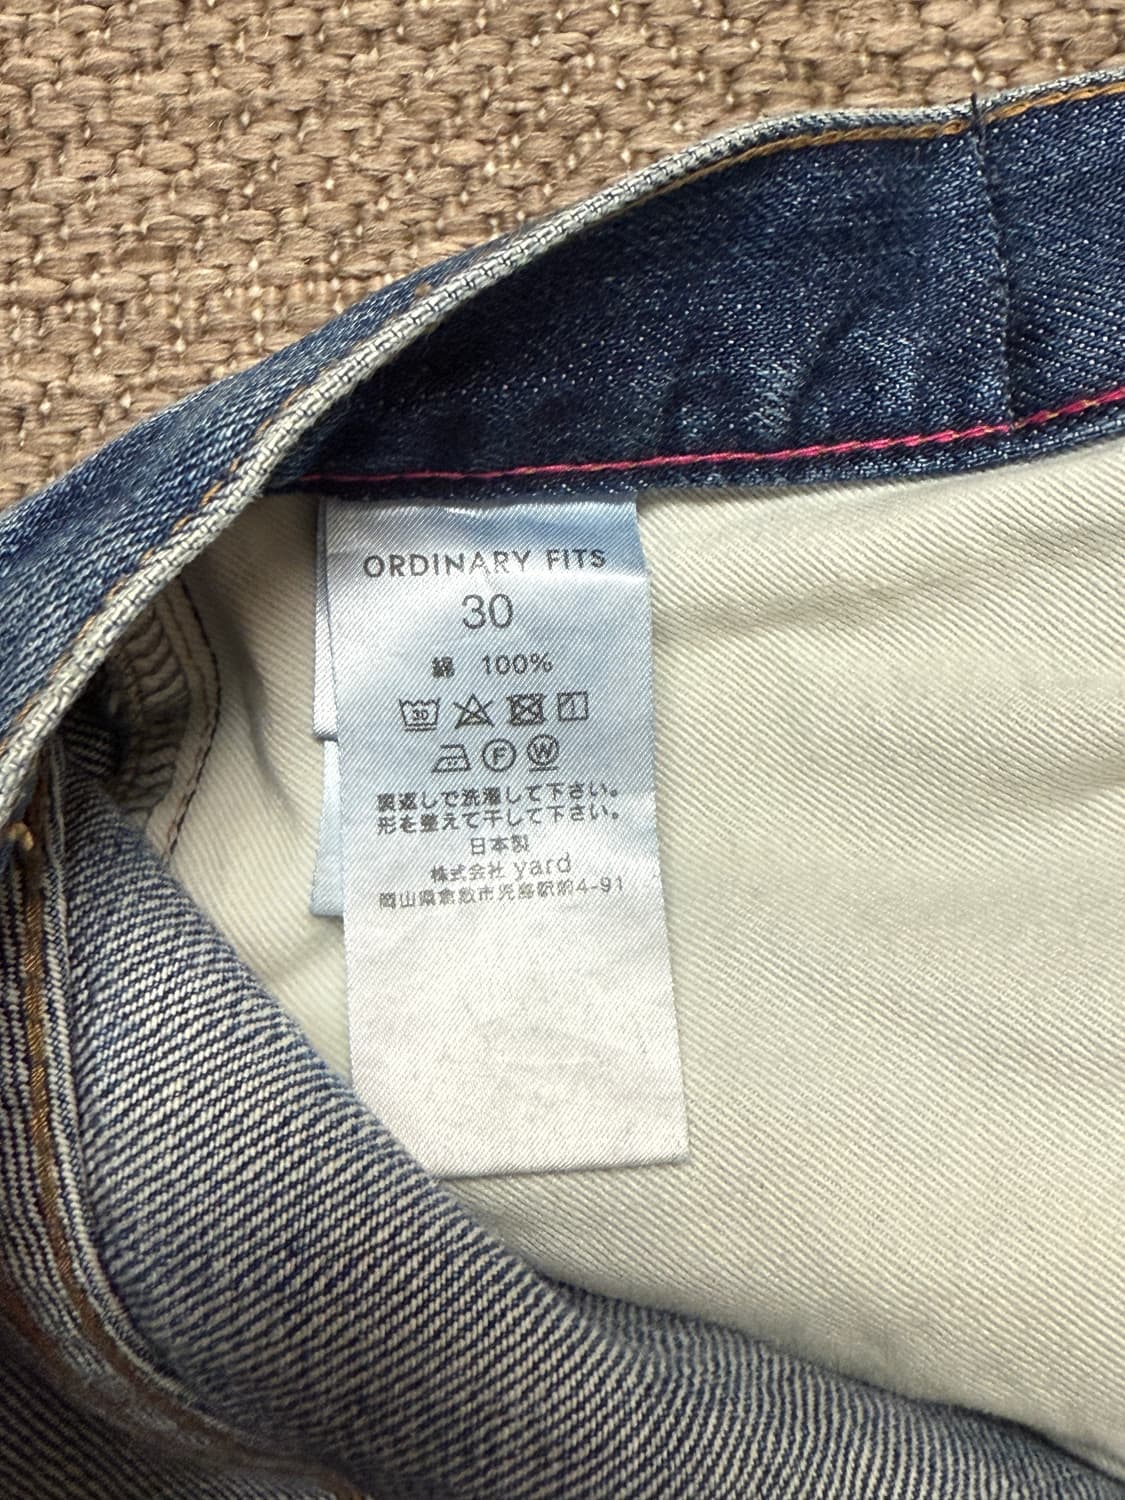 ORDINARY FITS
30
綿 100%
30
F W
裏返しで洗濯して下さい。
形を整えて干して下さい。
日本製
株式会社 yard
岡山県倉敷市児島駅前4-91